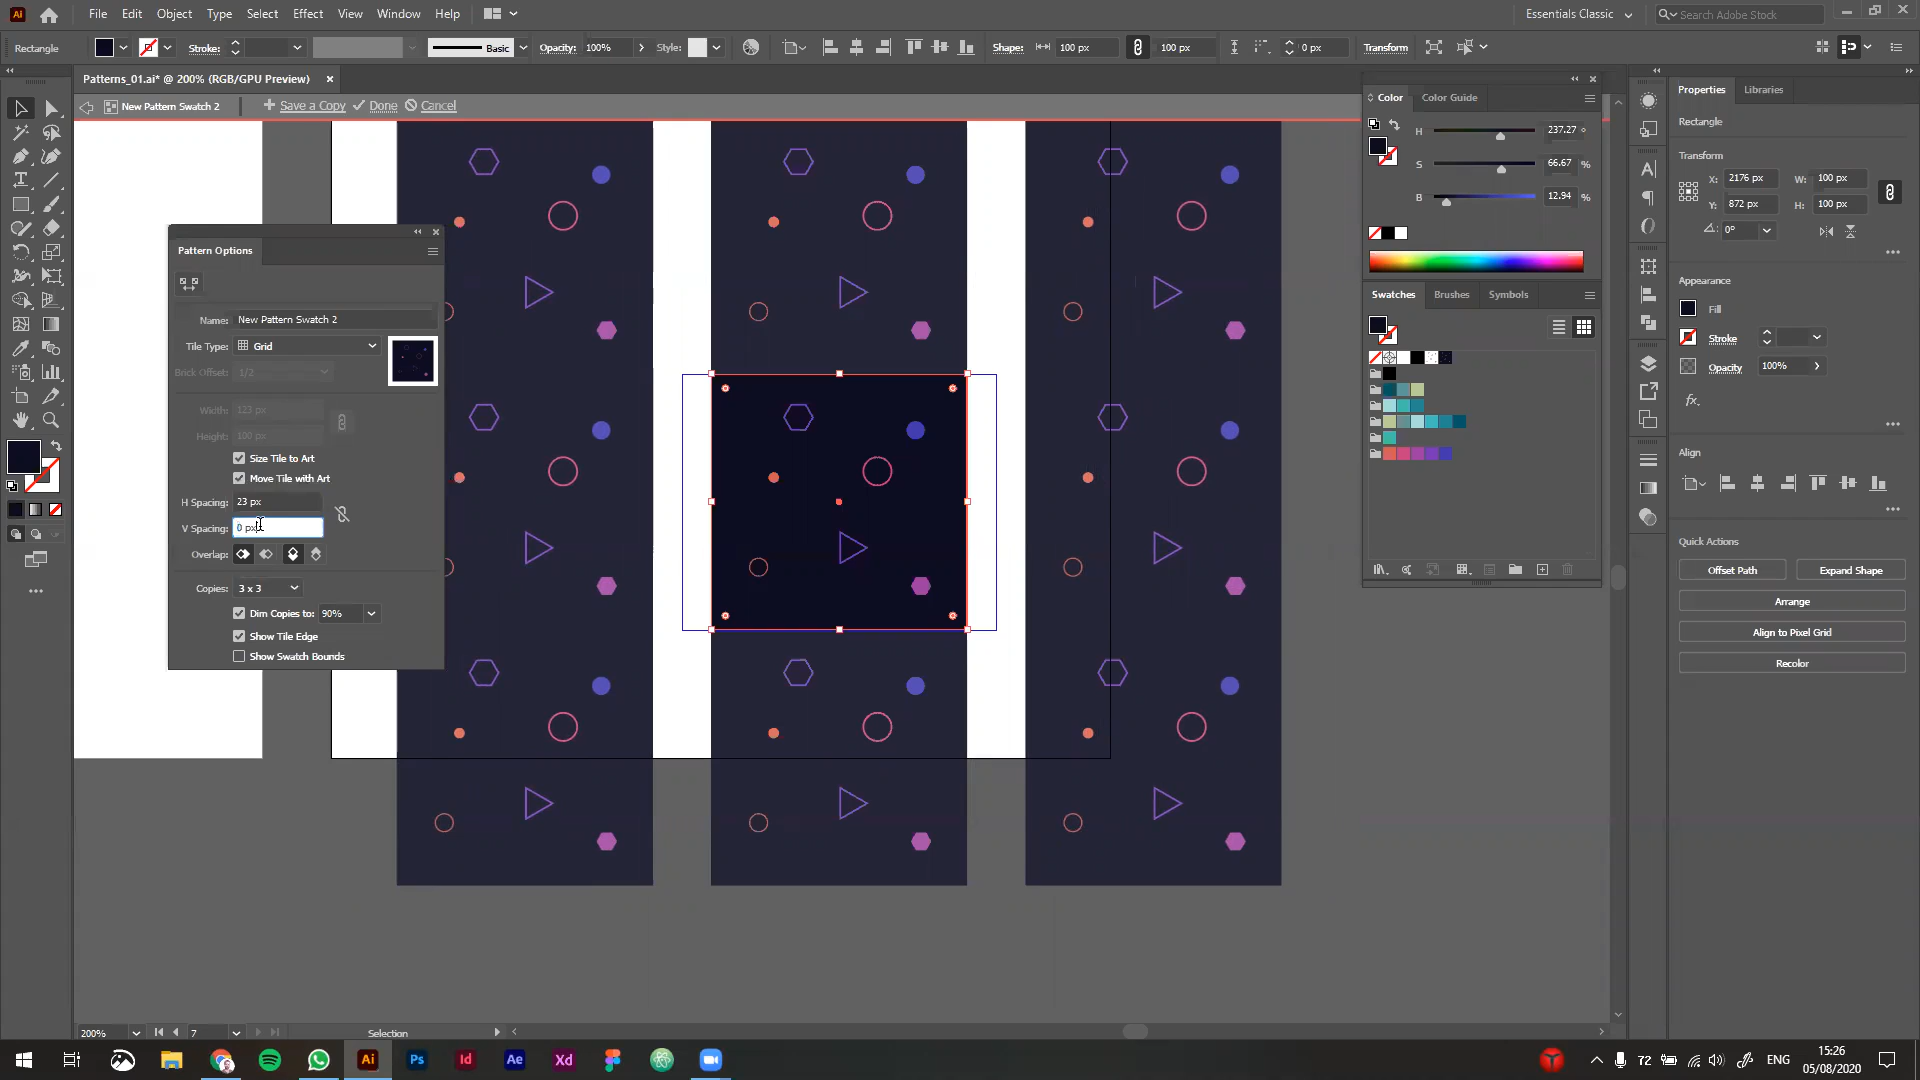 Ai File Edit Object Type Select Effect View Window Help Essentials Classic Search Adobe Stock
Rectangle Stroke: Basic Opacity: 100% Style: Shape: 100 px 100 px 0 px Transform
Patterns_01.ai* @ 200% (RGB/GPU Preview)
New Pattern Swatch 2 Save a Copy Done Cancel
Pattern Options
Name: New Pattern Swatch 2
Tile Type: Grid
Brick Offset: 1/2
Width: 123 px
Height: 100 px
Size Tile to Art
Move Tile with Art
H Spacing: 23 px
V Spacing: 0 px
Overlap:
Copies: 3 x 3
Dim Copies to: 90%
Show Tile Edge
Show Swatch Bounds
Color Color Guide
H 237.27 °
S 66.67 %
B 12.94 %
Swatches Brushes Symbols
Properties Libraries
Rectangle
Transform
X: 2176 px W: 100 px
Y: 872 px H: 100 px
0°
Appearance
Fill
Stroke
Opacity 100%
fx.
Align
Quick Actions
Offset Path Expand Shape
Arrange
Align to Pixel Grid
Recolor
200% 7 Selection
Ai Ps Id Ae Xd 72 ENG 15:26
05/08/2020